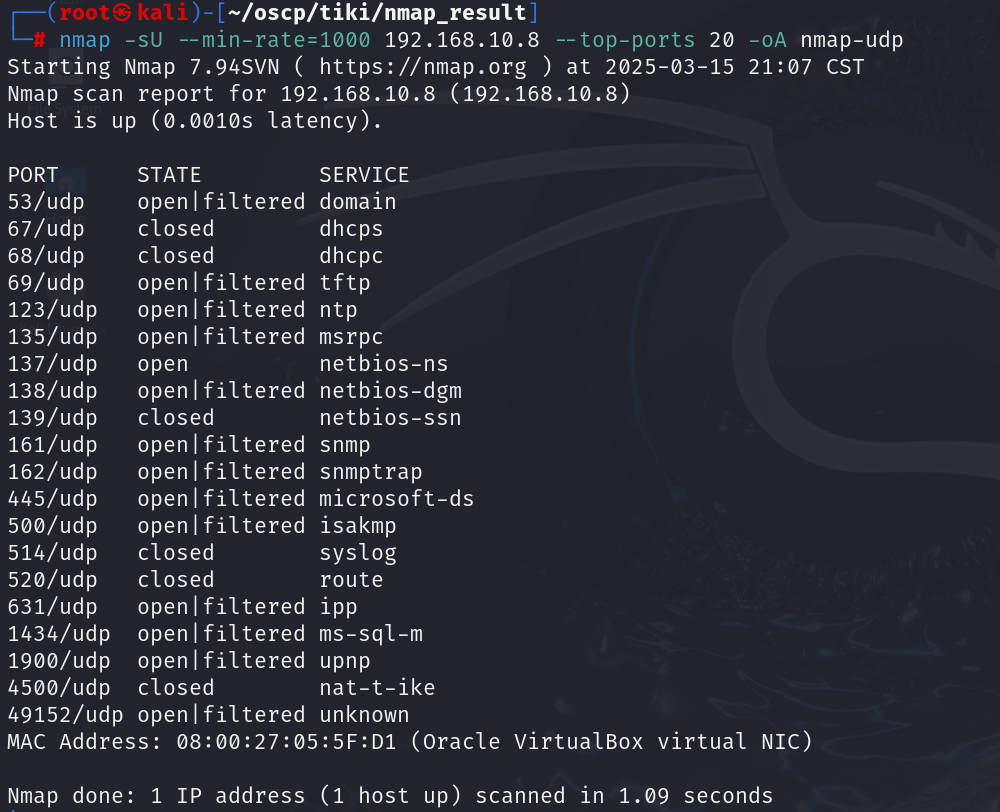 ┌──(root㉿kali)-[~/oscp/tiki/nmap_result]
└─# nmap -sU --min-rate=1000 192.168.10.8 --top-ports 20 -oA nmap-udp
Starting Nmap 7.94SVN ( https://nmap.org ) at 2025-03-15 21:07 CST
Nmap scan report for 192.168.10.8 (192.168.10.8)
Host is up (0.0010s latency).

PORT      STATE         SERVICE
53/udp    open|filtered domain
67/udp    closed        dhcps
68/udp    closed        dhcpc
69/udp    open|filtered tftp
123/udp   open|filtered ntp
135/udp   open|filtered msrpc
137/udp   open          netbios-ns
138/udp   open|filtered netbios-dgm
139/udp   closed        netbios-ssn
161/udp   open|filtered snmp
162/udp   open|filtered snmptrap
445/udp   open|filtered microsoft-ds
500/udp   open|filtered isakmp
514/udp   closed        syslog
520/udp   closed        route
631/udp   open|filtered ipp
1434/udp  open|filtered ms-sql-m
1900/udp  open|filtered upnp
4500/udp  closed        nat-t-ike
49152/udp open|filtered unknown
MAC Address: 08:00:27:05:5F:D1 (Oracle VirtualBox virtual NIC)

Nmap done: 1 IP address (1 host up) scanned in 1.09 seconds